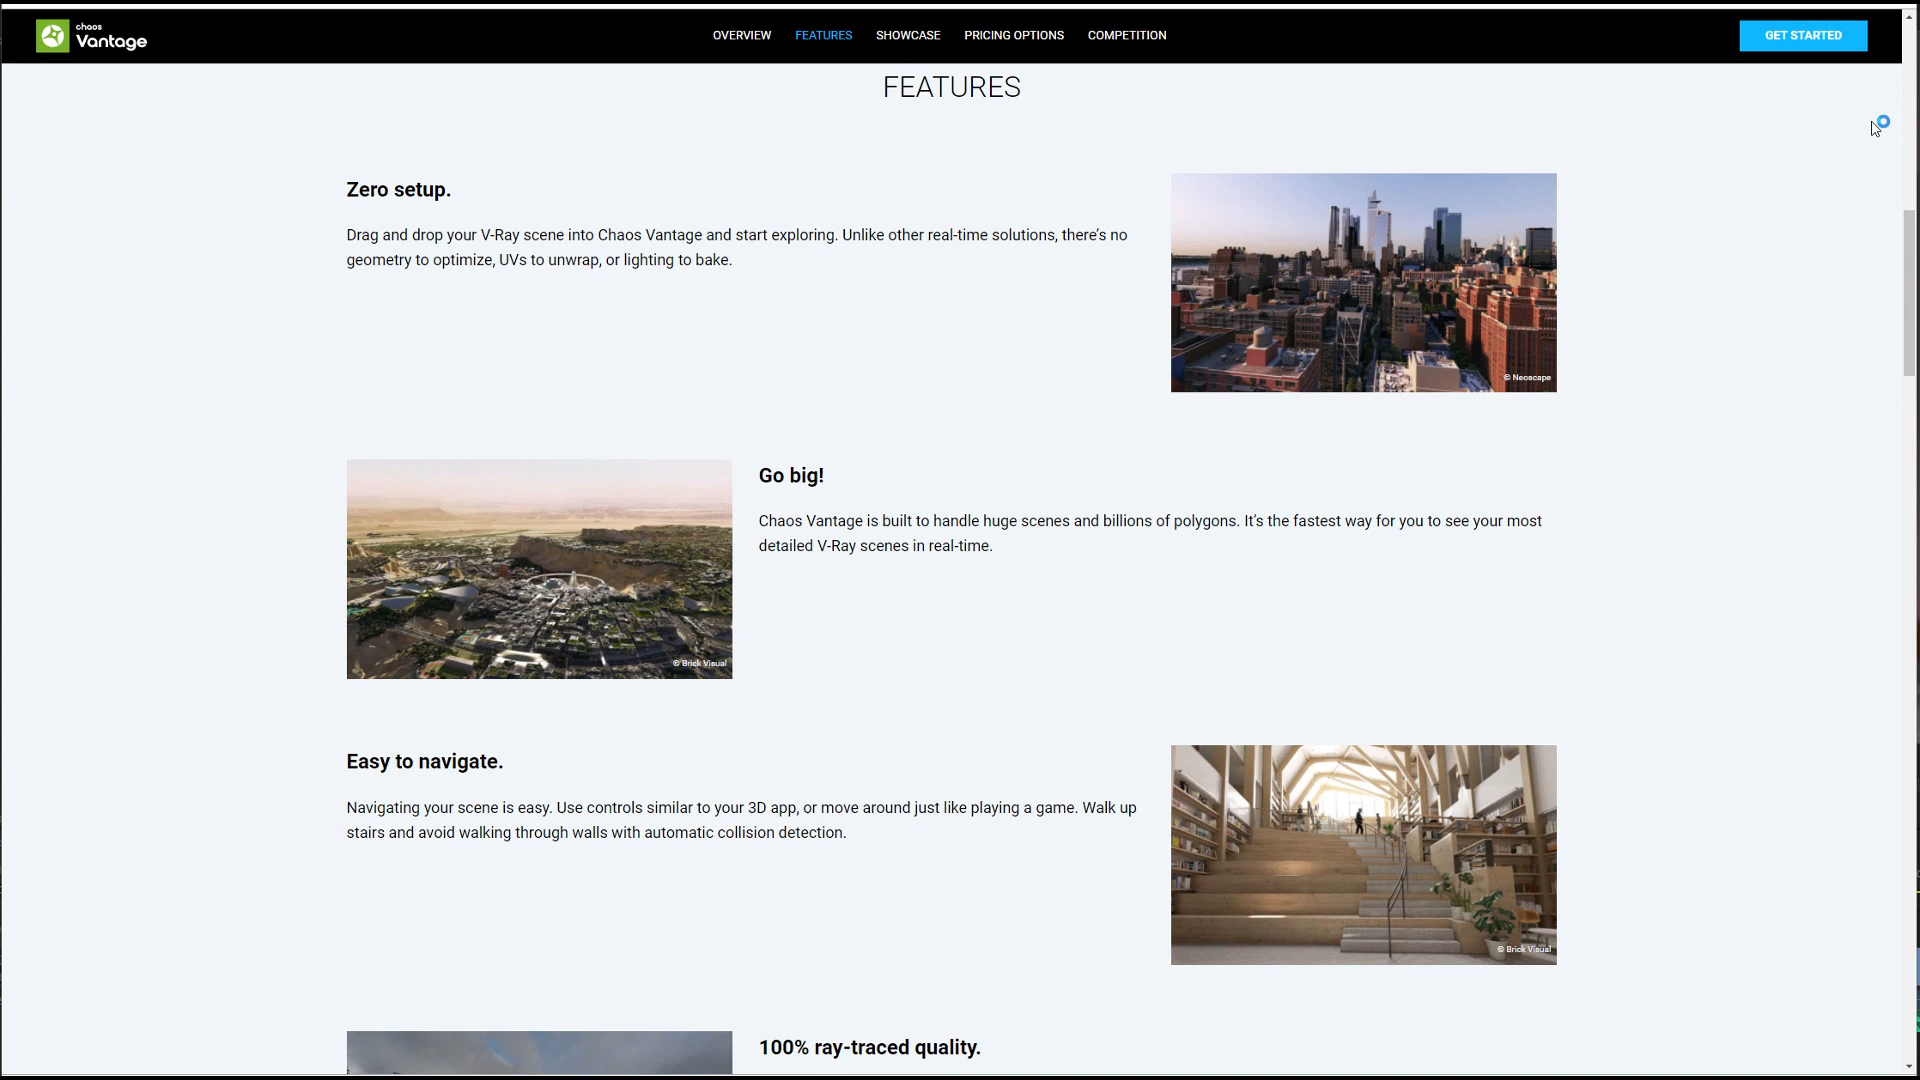 chaos
Vantage
OVERVIEW
FEATURES
SHOWCASE
PRICING OPTIONS
COMPETITION
GET STARTED
FEATURES
Zero setup.
Drag and drop your V-Ray scene into Chaos Vantage and start exploring. Unlike other real-time solutions, there's no
geometry to optimize, UVs to unwrap, or lighting to bake.
© Neoscape
Go big!
Chaos Vantage is built to handle huge scenes and billions of polygons. It's the fastest way for you to see your most
detailed V-Ray scenes in real-time.
© Brick Visual
Easy to navigate.
Navigating your scene is easy. Use controls similar to your 3D app, or move around just like playing a game. Walk up
stairs and avoid walking through walls with automatic collision detection.
© Brick Visual
100% ray-traced quality.